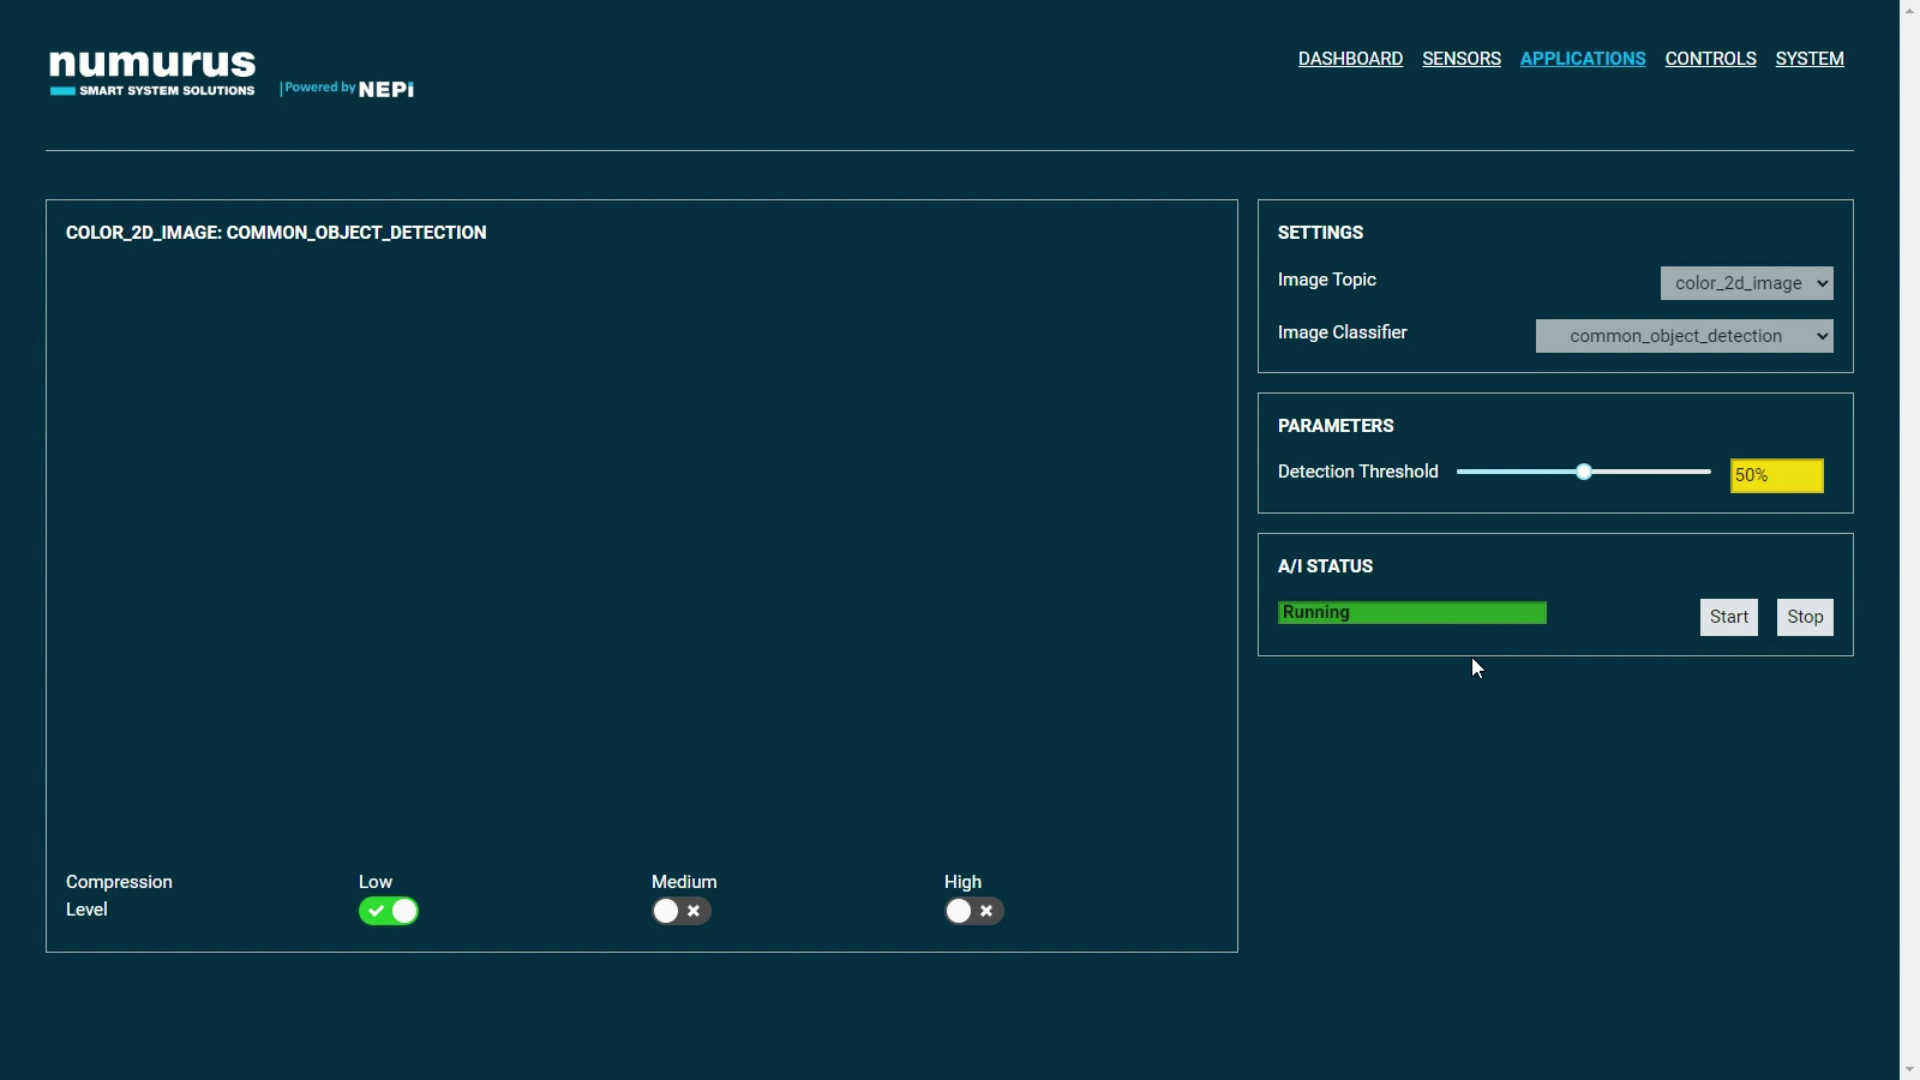 numurus
SMART SYSTEM SOLUTIONS
|Powered by NEPi
DASHBOARD SENSORS APPLICATIONS CONTROLS SYSTEM
COLOR_2D_IMAGE: COMMON_OBJECT_DETECTION
Compression Level
Low
Medium
High
SETTINGS
Image Topic color_2d_image
Image Classifier common_object_detection
PARAMETERS
Detection Threshold 50%
A/I STATUS
Running Start Stop